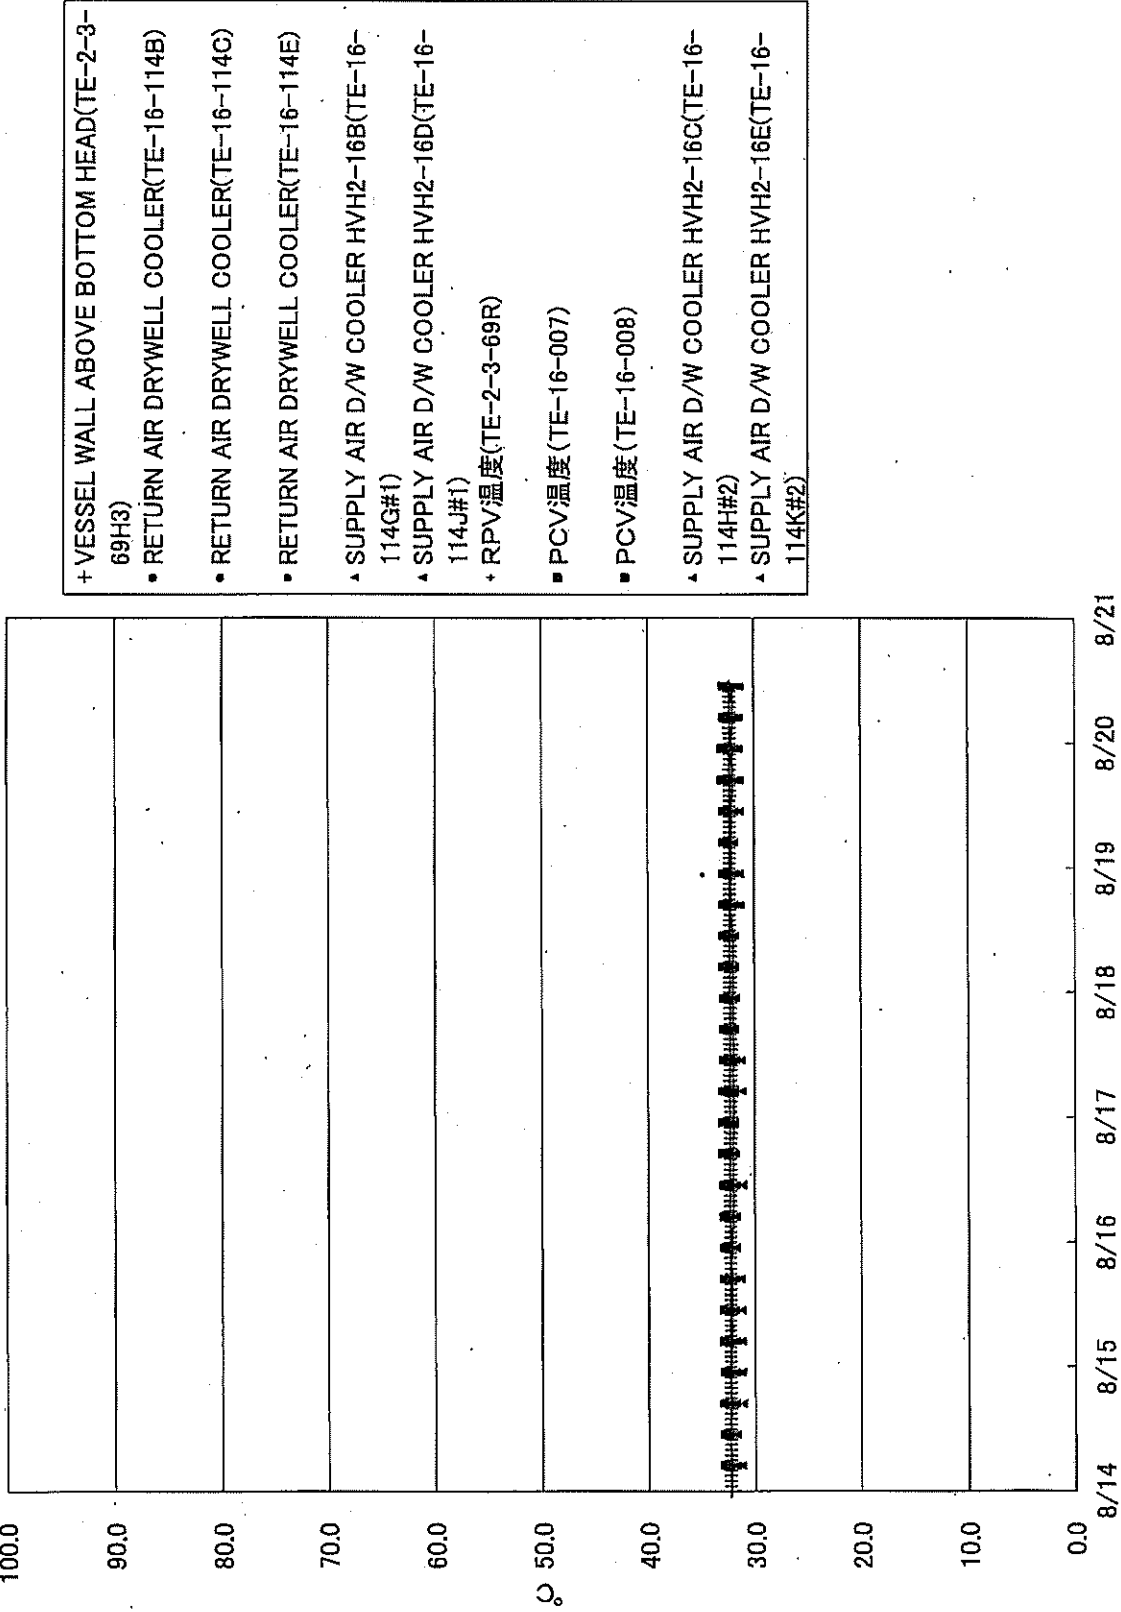 100.0
90.0
80.0
70.0
60.0
50.0
40.0
30.0
20.0
10.0
0.0
℃
8/14
8/15
8/16
8/17
8/18
8/19
8/20
8/21
+ VESSEL WALL ABOVE BOTTOM HEAD(TE-2-3-
69H3)
• RETURN AIR DRYWELL COOLER(TE-16-114B)
• RETURN AIR DRYWELL COOLER(TE-16-114C)
• RETURN AIR DRYWELL COOLER(TE-16-114E)
▲ SUPPLY AIR D/W COOLER HVH2-16B(TE-16-
114G#1)
▲ SUPPLY AIR D/W COOLER HVH2-16D(TE-16-
114J#1)
+ RPV温度(TE-2-3-69R)
■ PCV温度(TE-16-007)
■ PCV温度(TE-16-008)
▲ SUPPLY AIR D/W COOLER HVH2-16C(TE-16-
114H#2)
▲ SUPPLY AIR D/W COOLER HVH2-16E(TE-16-
114K#2)